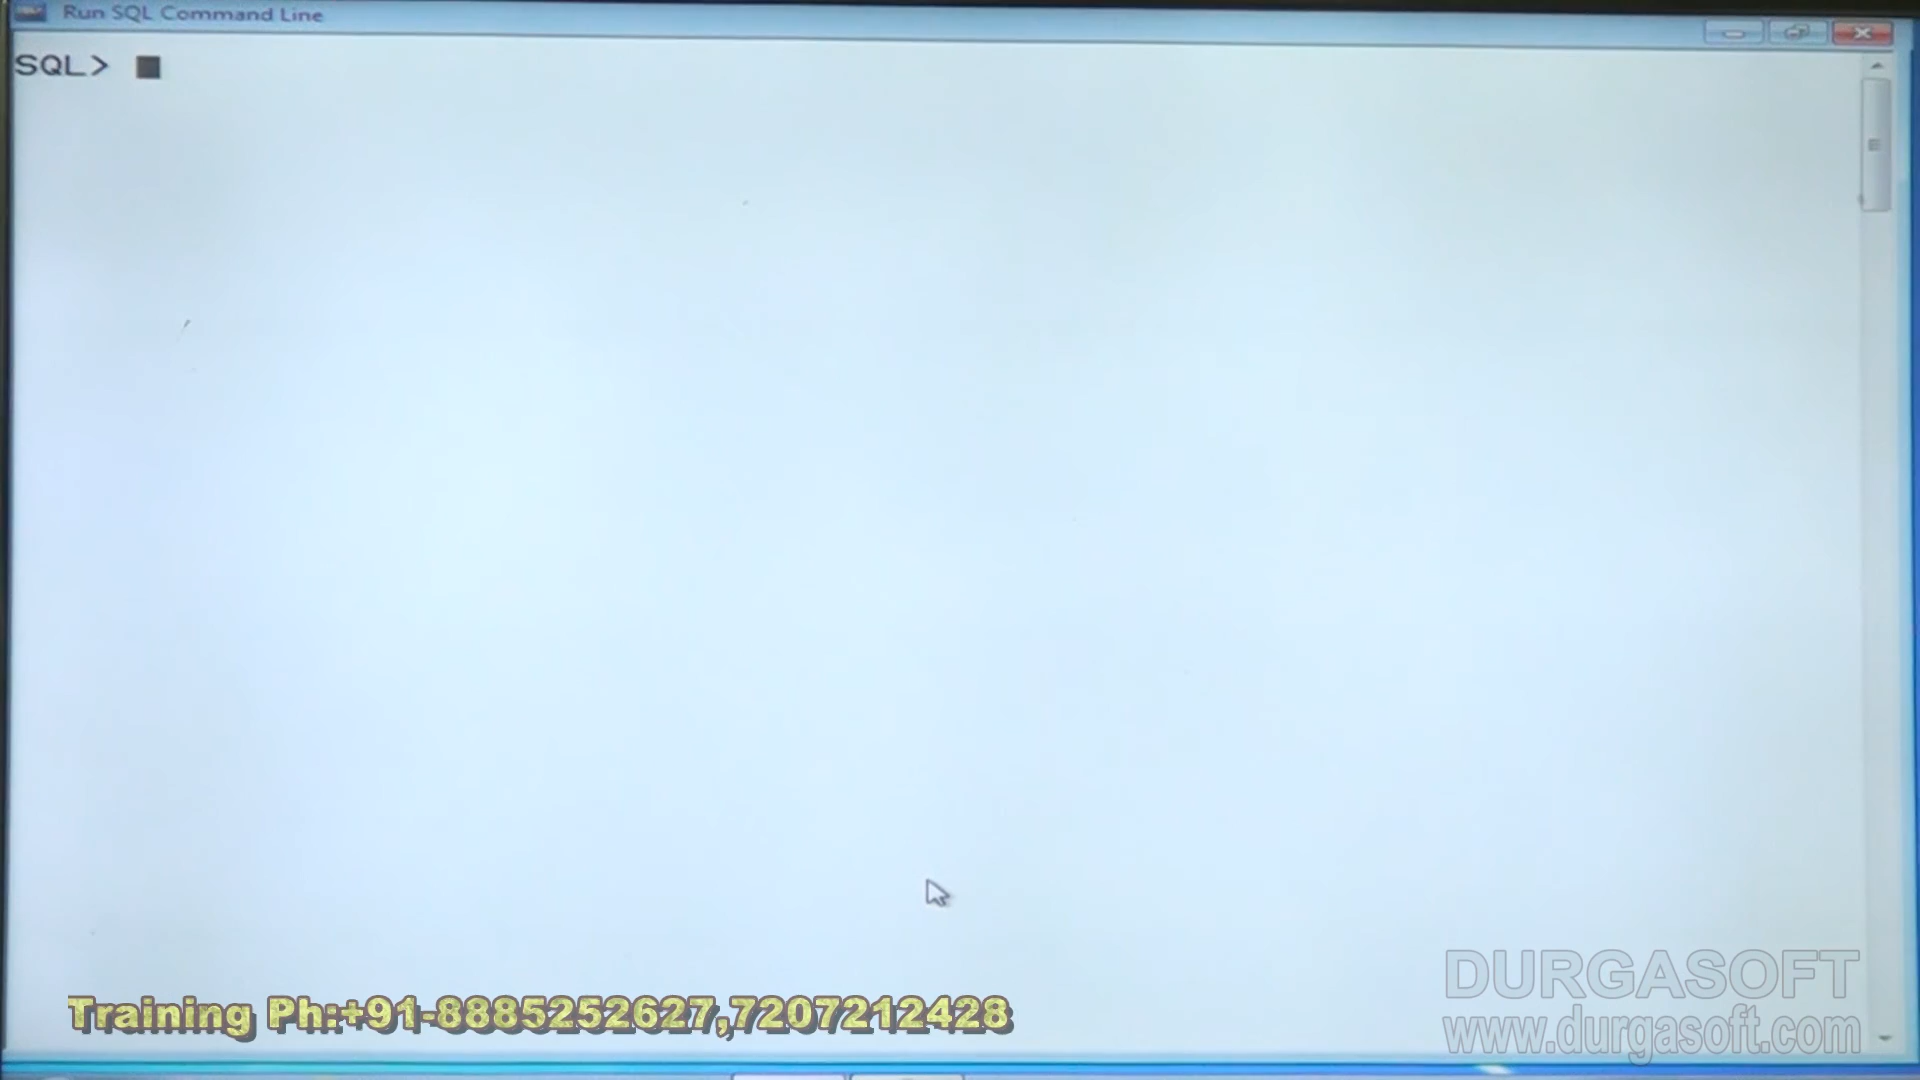 Run SQL Command Line
SQL>
Training Ph:+91-8885252627,7207212428
DURGASOFT
www.durgasoft.com